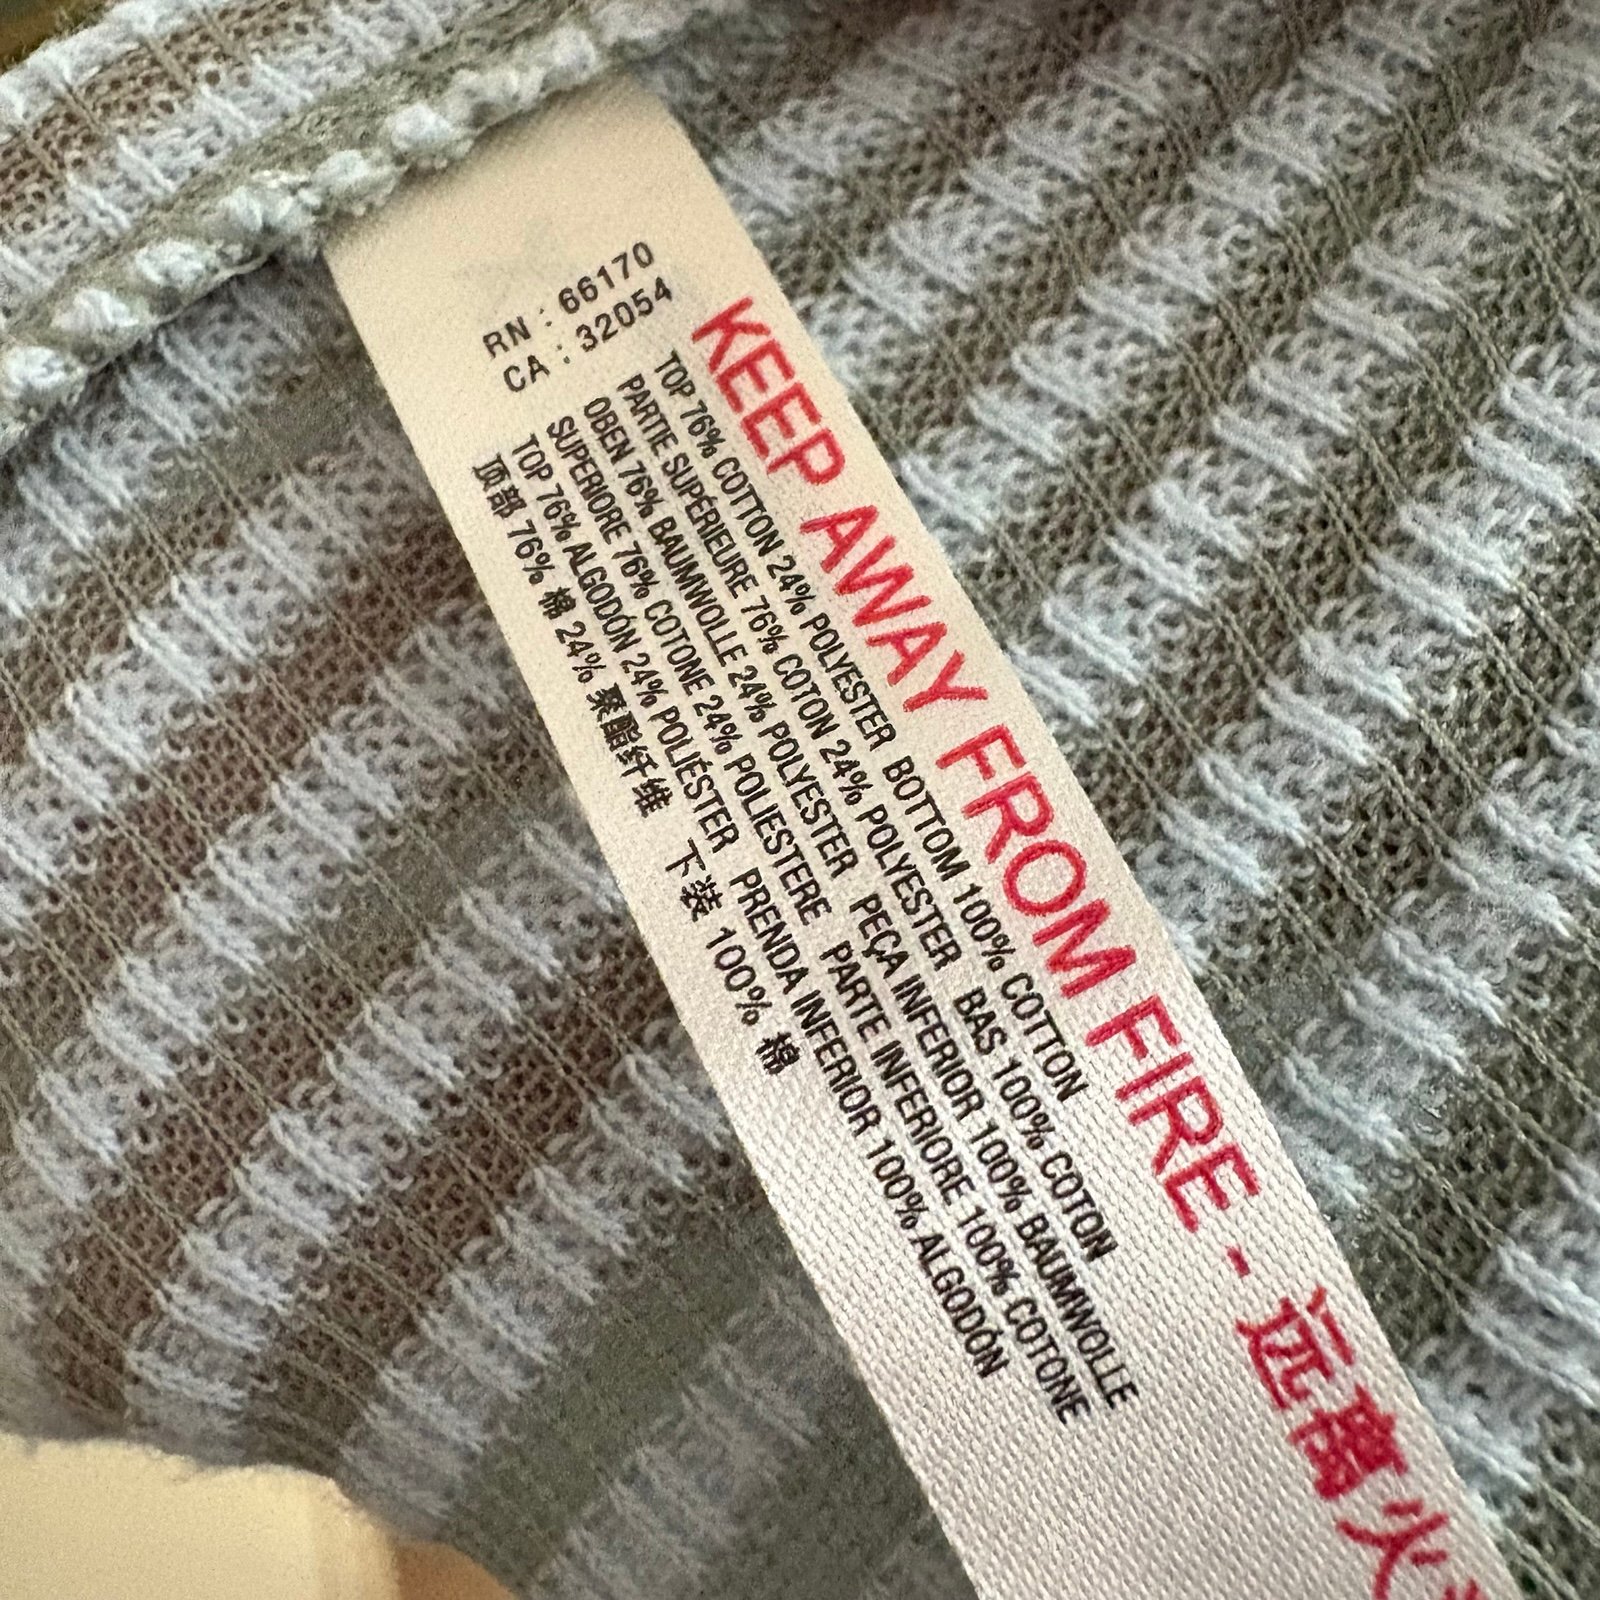 RN : 66170
CA : 32054
KEEP AWAY FROM FIRE - 远离火
TOP 76% COTTON 24% POLYESTER BOTTOM 100% COTTON
PARTIE SUPÉRIEURE 76% COTON 24% POLYESTER BAS 100% COTON
OBEN 76% BAUMWOLLE 24% POLYESTER PEÇA INFERIOR 100% BAUMWOLLE
SUPERIORE 76% COTONE 24% POLIESTERE PARTE INFERIORE 100% COTONE
TOP 76% ALGODÓN 24% POLIÉSTER PRENDA INFERIOR 100% ALGODÓN
顶部 76% 棉 24% 聚酯纤维 下装 100% 棉